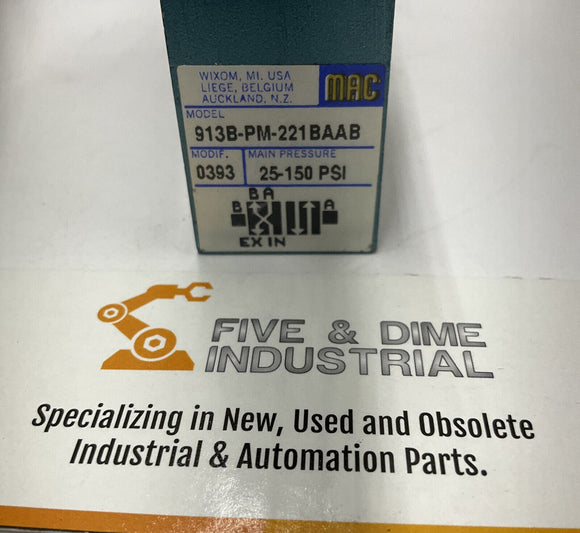 WIXOM, MI. USA
LIEGE, BELGIUM
AUCKLAND, N.Z.
MAC
MODEL
913B-PM-221BAAB
MODIF. MAIN PRESSURE
0393 25-150 PSI
B A
B A
EX IN
FIVE & DIME
INDUSTRIAL
Specializing in New, Used and Obsolete
Industrial & Automation Parts.